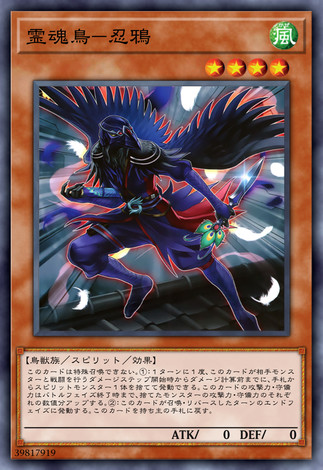 霊魂鳥－忍鴉
風
【鳥獣族／スピリット／効果】
このカードは特殊召喚できない。①：１ターンに１度、このカードが相手モンス
ターと戦闘を行うダメージステップ開始時からダメージ計算前までに、手札か
らスピリットモンスター１体を捨てて発動できる。このカードの攻撃力・守備力
はバトルフェイズ終了時まで、捨てたモンスターの攻撃力・守備力のそれぞ
れの数値分アップする。②：このカードが召喚・リバースしたターンのエンドフ
ェイズに発動する。このカードを持ち主の手札に戻す。
ATK/ 0 DEF/ 0
39817919